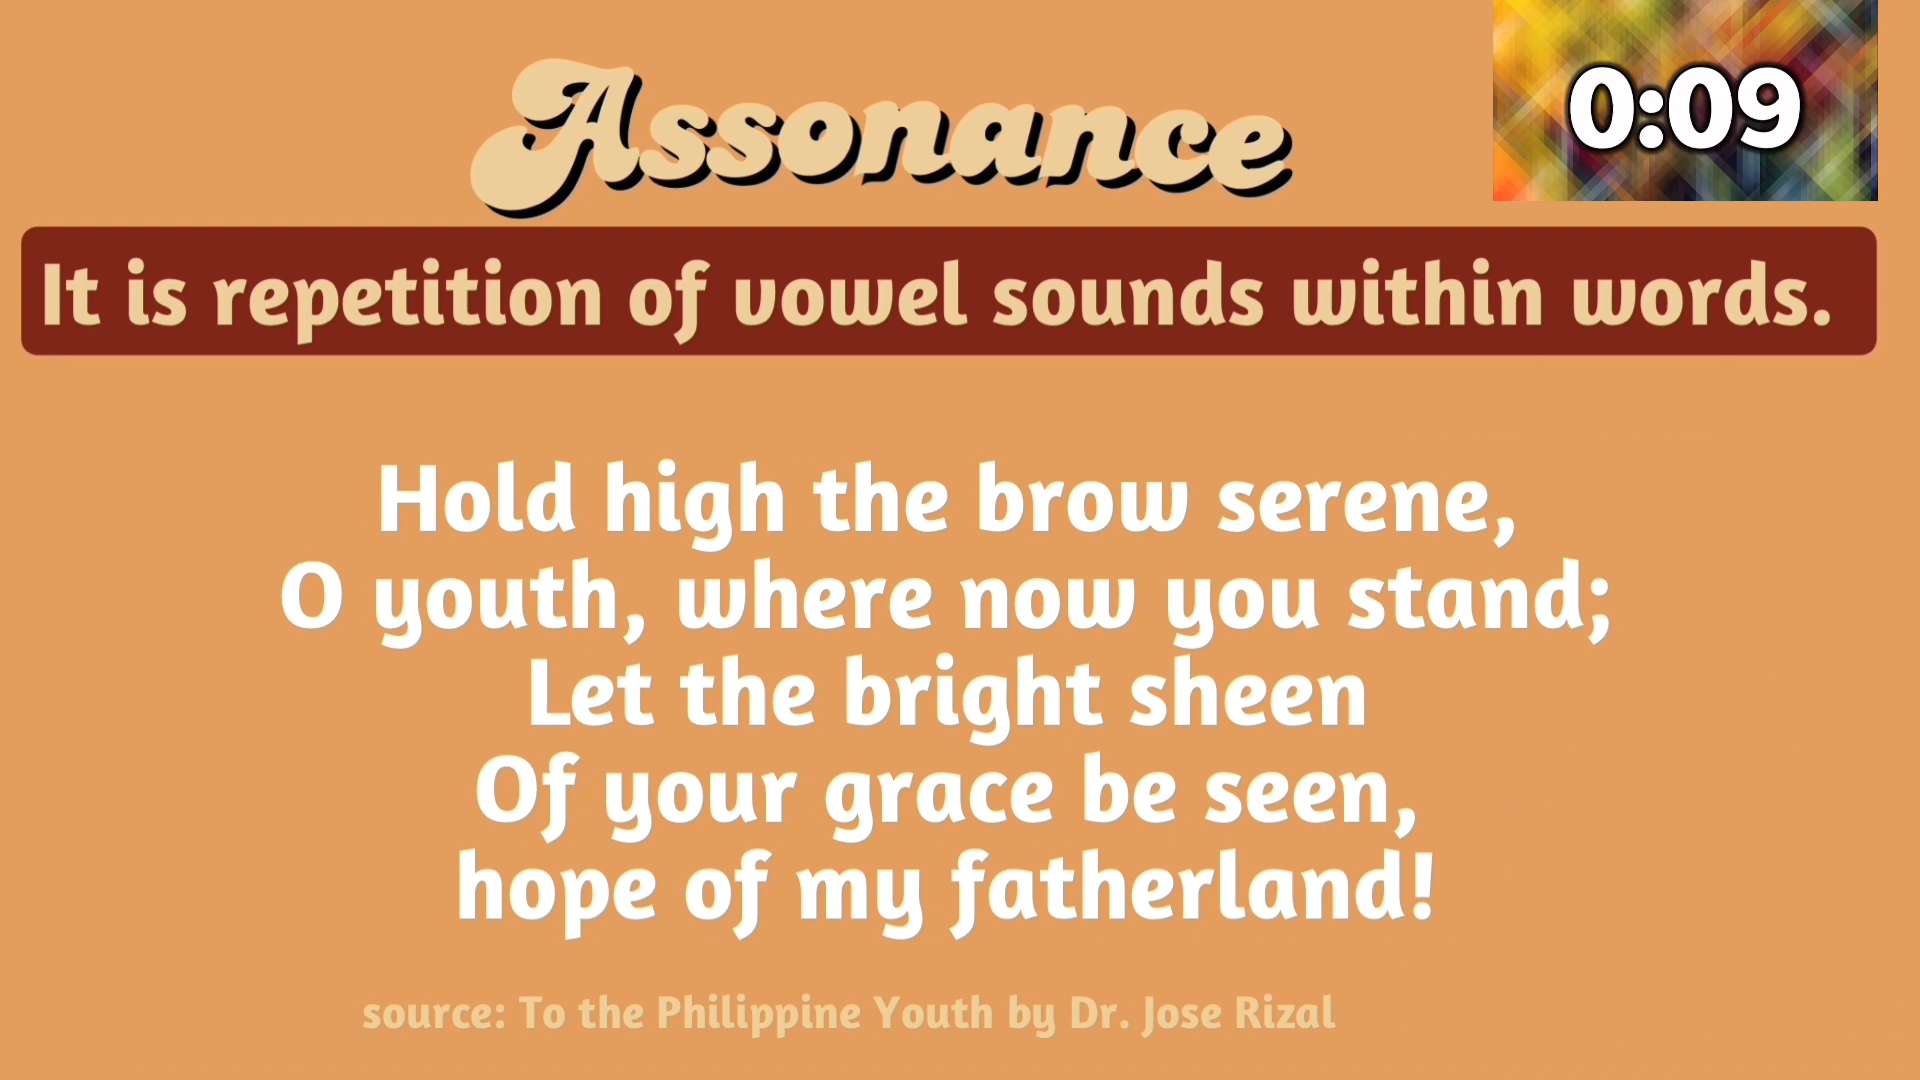 Assonance
0:09
It is repetition of vowel sounds within words.
Hold high the brow serene,
O youth, where now you stand;
Let the bright sheen
Of your grace be seen,
hope of my fatherland!
source: To the Philippine Youth by Dr. Jose Rizal